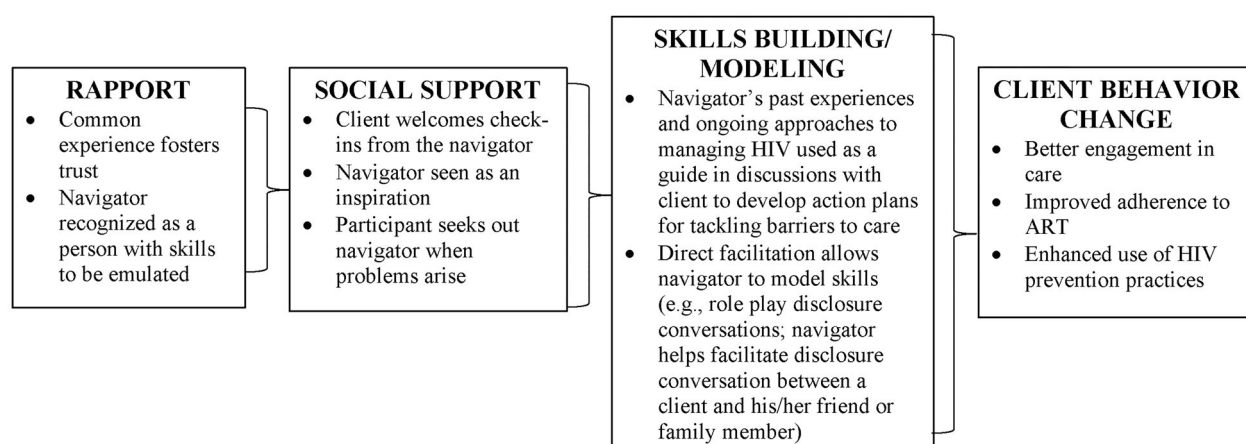 RAPPORT
• Common
experience fosters
trust
• Navigator
recognized as a
person with skills
to be emulated
SOCIAL SUPPORT
• Client welcomes check-
ins from the navigator
• Navigator seen as an
inspiration
• Participant seeks out
navigator when
problems arise
SKILLS BUILDING/
MODELING
• Navigator’s past experiences
and ongoing approaches to
managing HIV used as a
guide in discussions with
client to develop action plans
for tackling barriers to care
• Direct facilitation allows
navigator to model skills
(e.g., role play disclosure
conversations; navigator
helps facilitate disclosure
conversation between a
client and his/her friend or
family member)
CLIENT BEHAVIOR
CHANGE
• Better engagement in
care
• Improved adherence to
ART
• Enhanced use of HIV
prevention practices